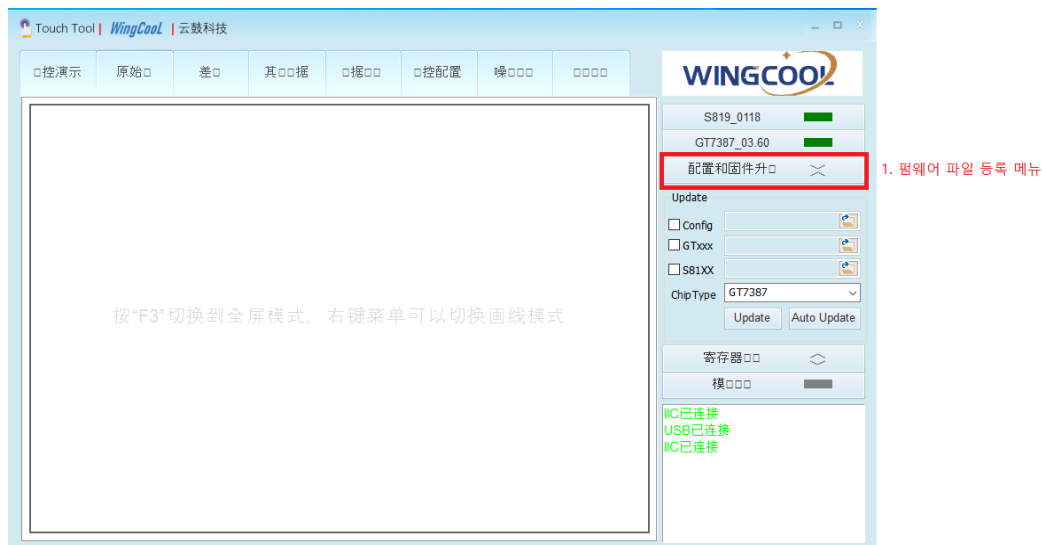 Touch Tool | WingCool | 云鼓科技
□控演示 原始□ 差□ 其□□据 □据□□ □控配置 噪□□□ □□□□
WINGCOOL
S819_0118
GT7387_03.60
配置和固件升□
1. 펌웨어 파일 등록 메뉴
Update
Config
GTxxx
S81XX
ChipType GT7387
Update Auto Update
按“F3”切换到全屏模式，右键菜单可以切换画线模式
寄存器□□
模□□□
IIC已连接
USB已连接
IIC已连接